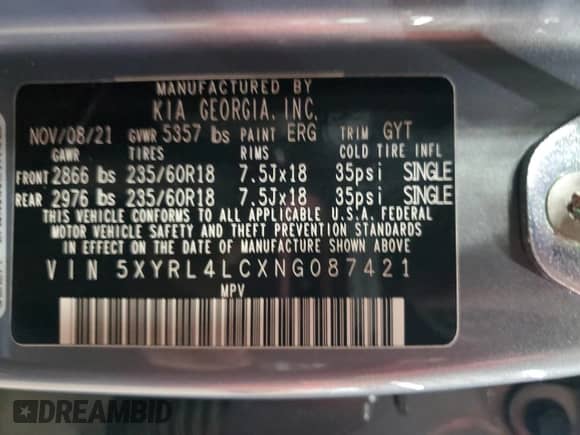 MANUFACTURED BY
KIA GEORGIA, INC.
NOV/08/21 GVWR 5357 lbs PAINT ERG TRIM GYT
GAWR TIRES RIMS COLD TIRE INFL
FRONT 2866 lbs 235/60R18 7.5Jx18 35psi SINGLE
REAR 2976 lbs 235/60R18 7.5Jx18 35psi SINGLE
THIS VEHICLE CONFORMS TO ALL APPLICABLE U.S.A. FEDERAL
MOTOR VEHICLE SAFETY AND THEFT PREVENTION STANDARDS
IN EFFECT ON THE DATE OF MANUFACTURE SHOWN ABOVE.
VIN 5XYRL4LCXNG087421
MPV
DREAMBID